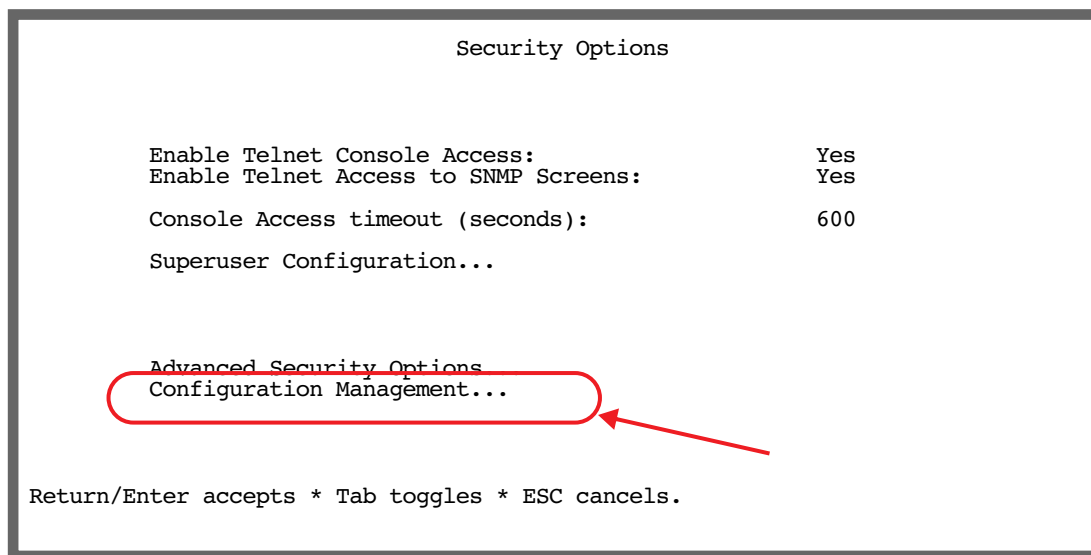 Security Options
Enable Telnet Console Access: Yes
Enable Telnet Access to SNMP Screens: Yes
Console Access timeout (seconds): 600
Superuser Configuration...
Advanced Security Options...
Configuration Management...
Return/Enter accepts * Tab toggles * ESC cancels.